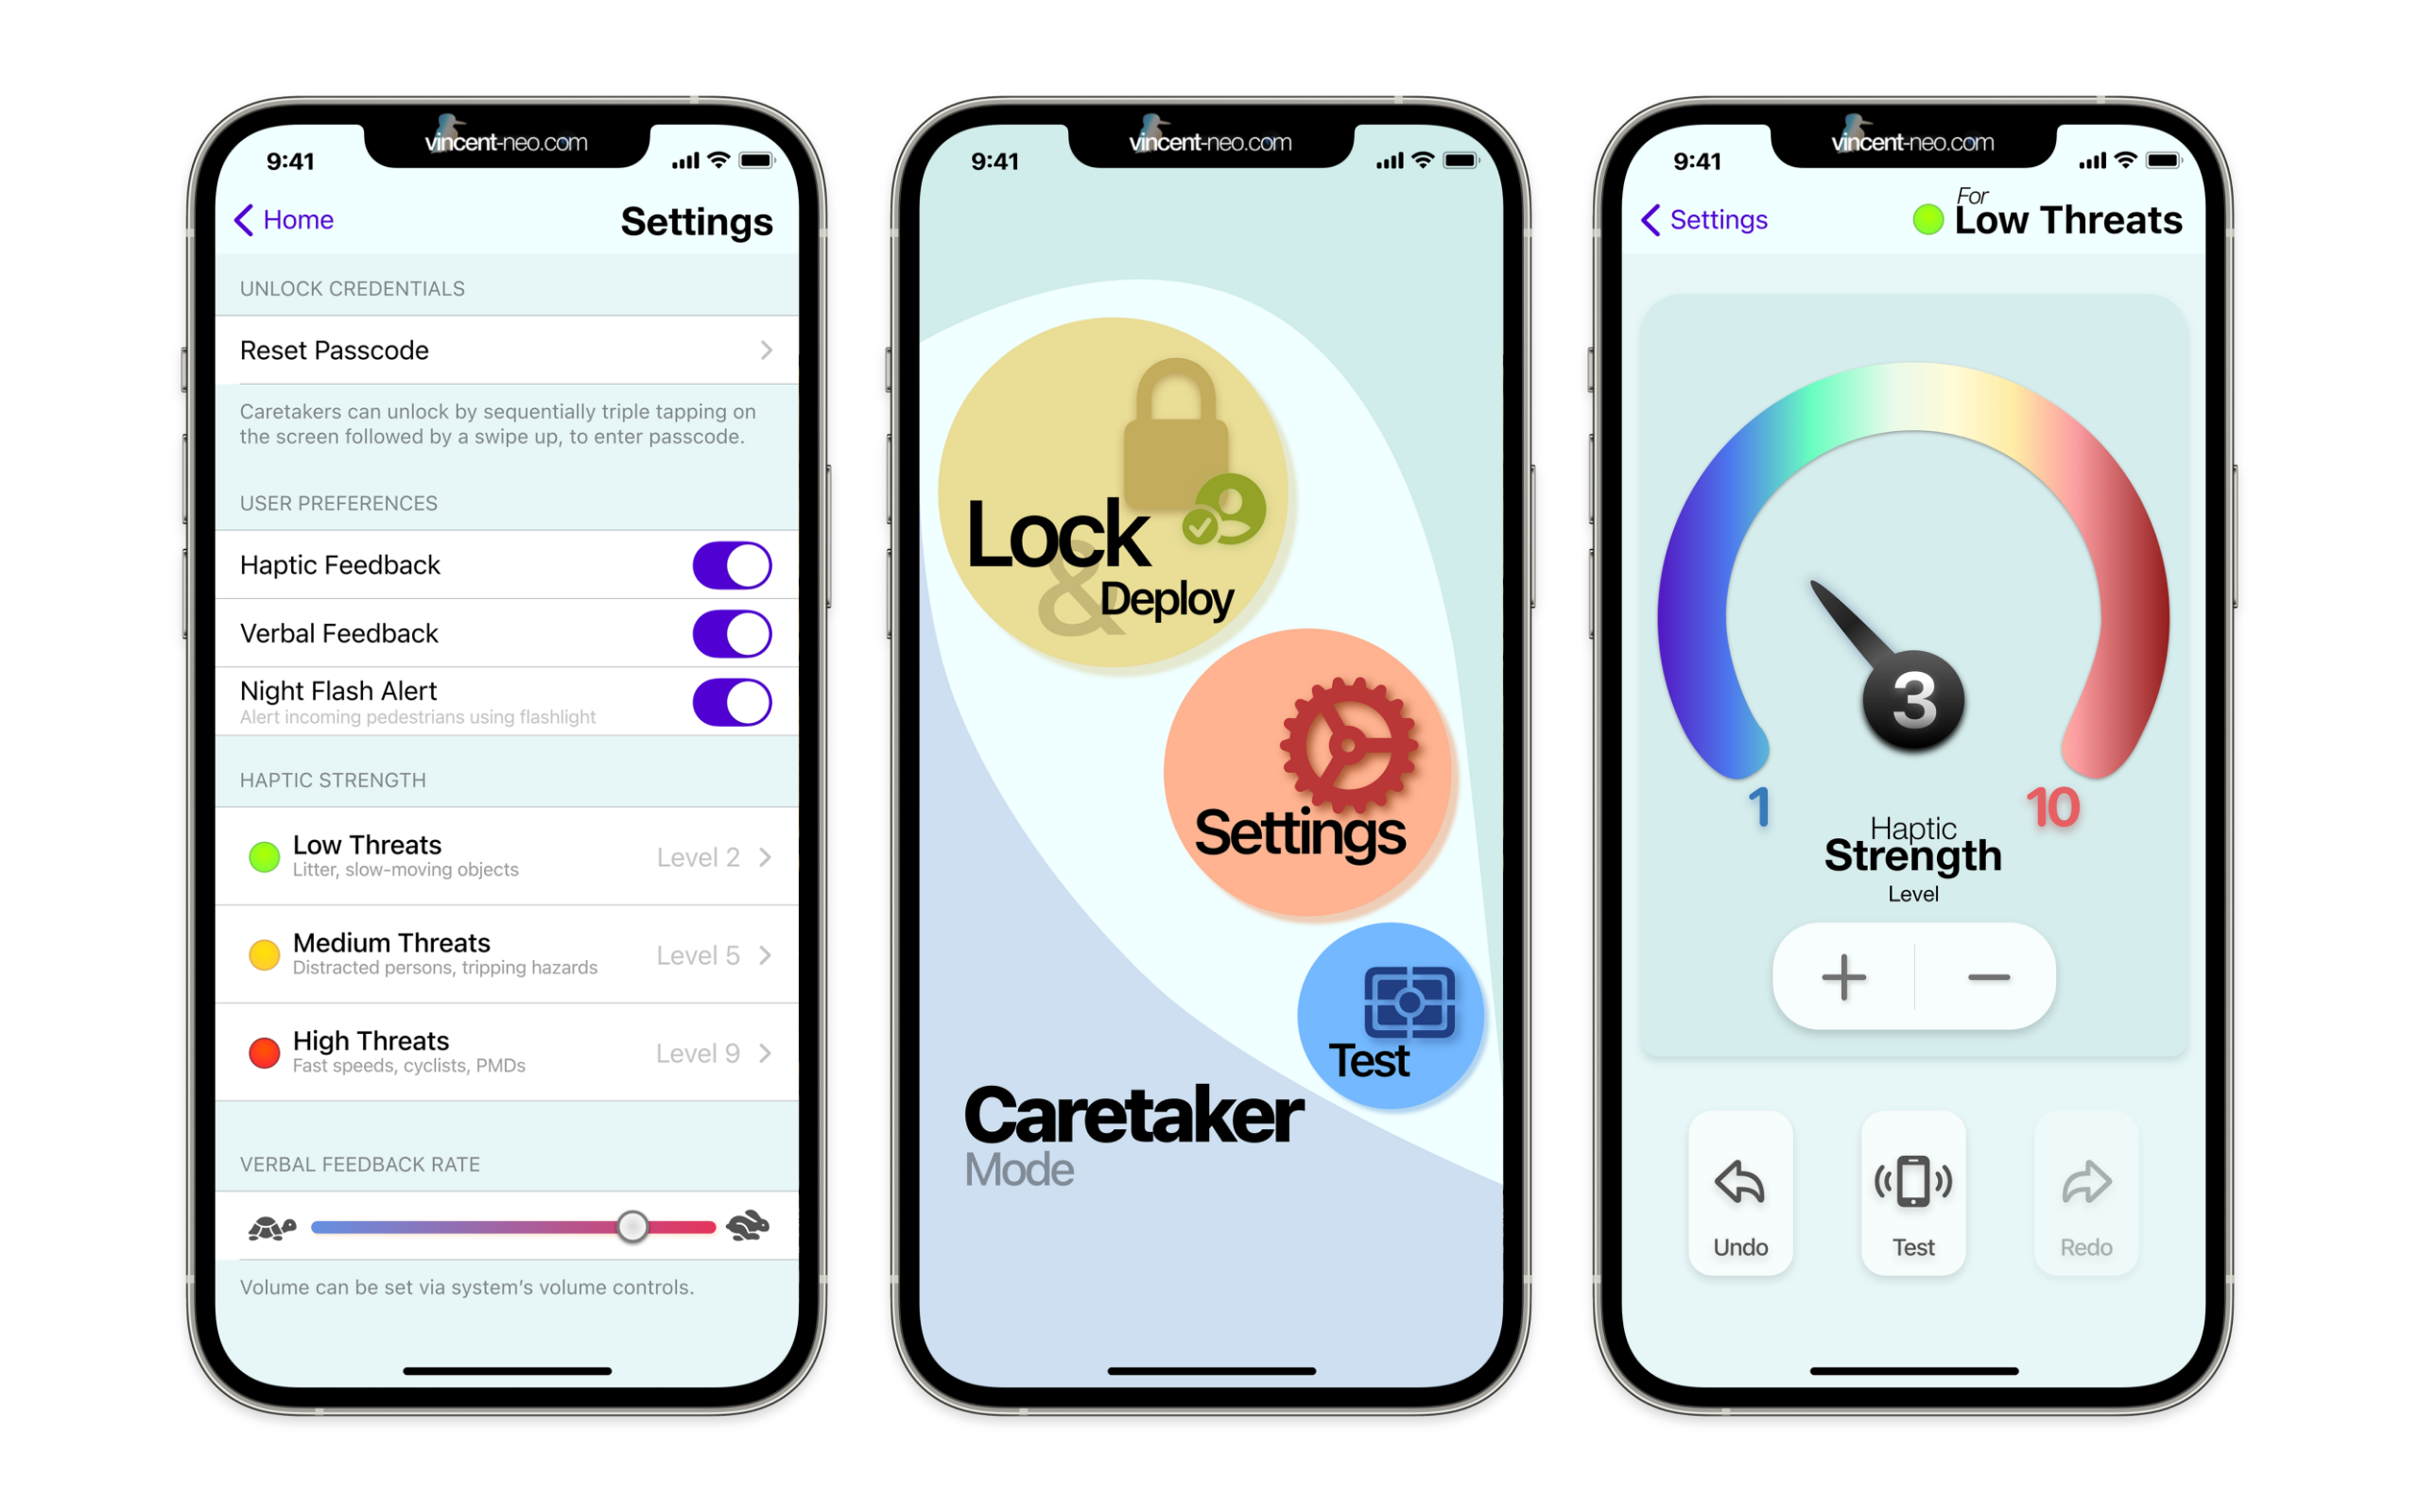 vincent-neo.com
9:41
Home
Settings
UNLOCK CREDENTIALS
Reset Passcode
Caretakers can unlock by sequentially triple tapping on
the screen followed by a swipe up, to enter passcode.
USER PREFERENCES
Haptic Feedback
Verbal Feedback
Night Flash Alert
Alert incoming pedestrians using flashlight
HAPTIC STRENGTH
Low Threats
Litter, slow-moving objects
Level 2
Medium Threats
Distracted persons, tripping hazards
Level 5
High Threats
Fast speeds, cyclists, PMDs
Level 9
VERBAL FEEDBACK RATE
Volume can be set via system's volume controls.
vincent-neo.com
9:41
Lock
&
Deploy
Settings
Test
Caretaker
Mode
vincent-neo.com
9:41
Settings
For
Low Threats
3
1
10
Haptic
Strength
Level
+ −
Undo
Test
Redo